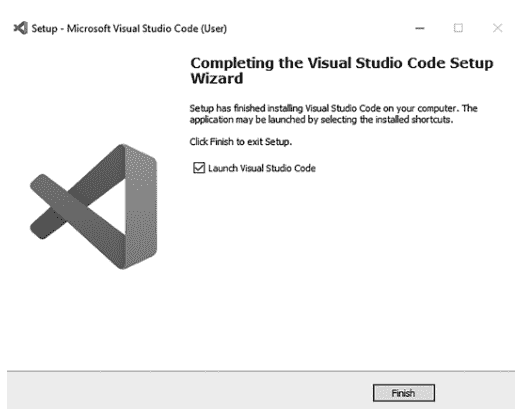 Setup - Microsoft Visual Studio Code (User)
Completing the Visual Studio Code Setup
Wizard
Setup has finished installing Visual Studio Code on your computer. The
application may be launched by selecting the installed shortcuts.
Click Finish to exit Setup.
Launch Visual Studio Code
Finish